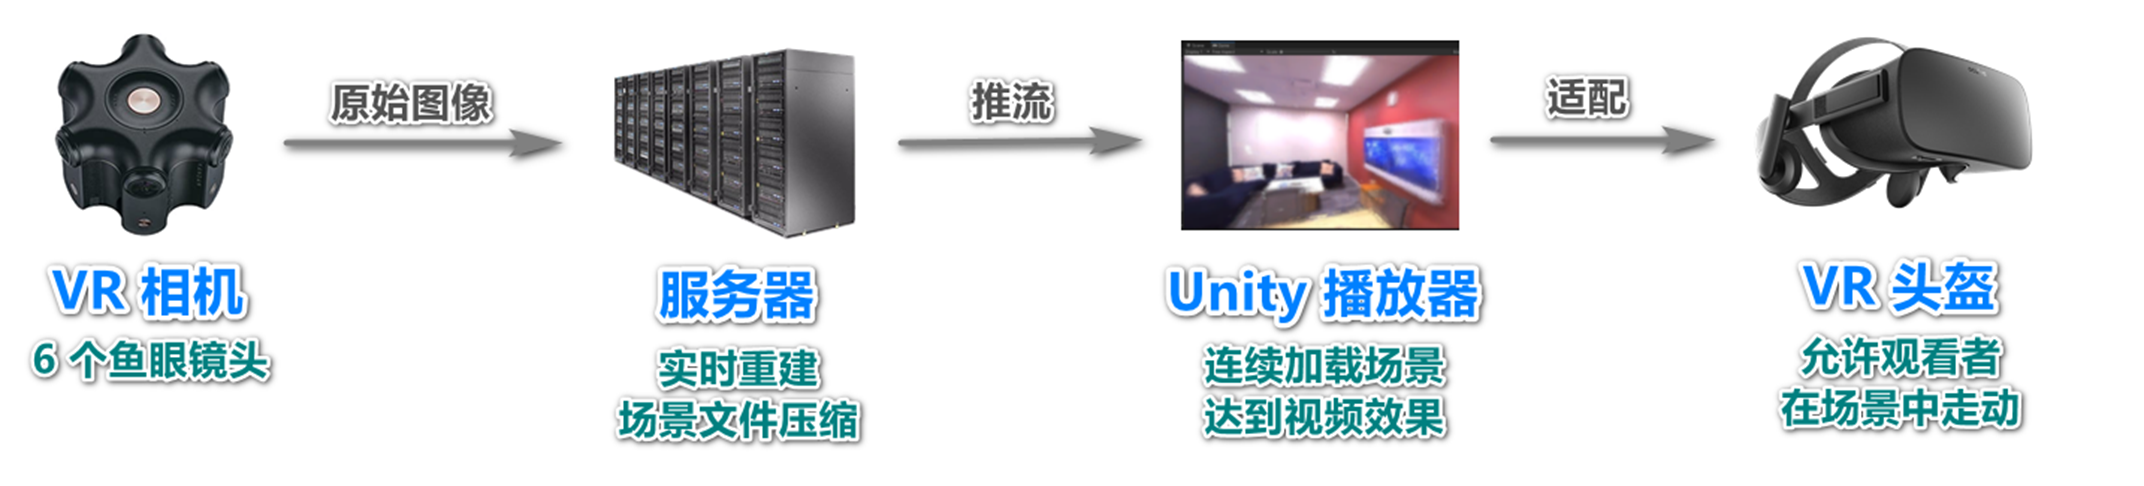 原始图像
推流
适配
VR 相机
6 个鱼眼镜头
服务器
实时重建
场景文件压缩
Unity 播放器
连续加载场景
达到视频效果
VR 头盔
允许观看者
在场景中走动